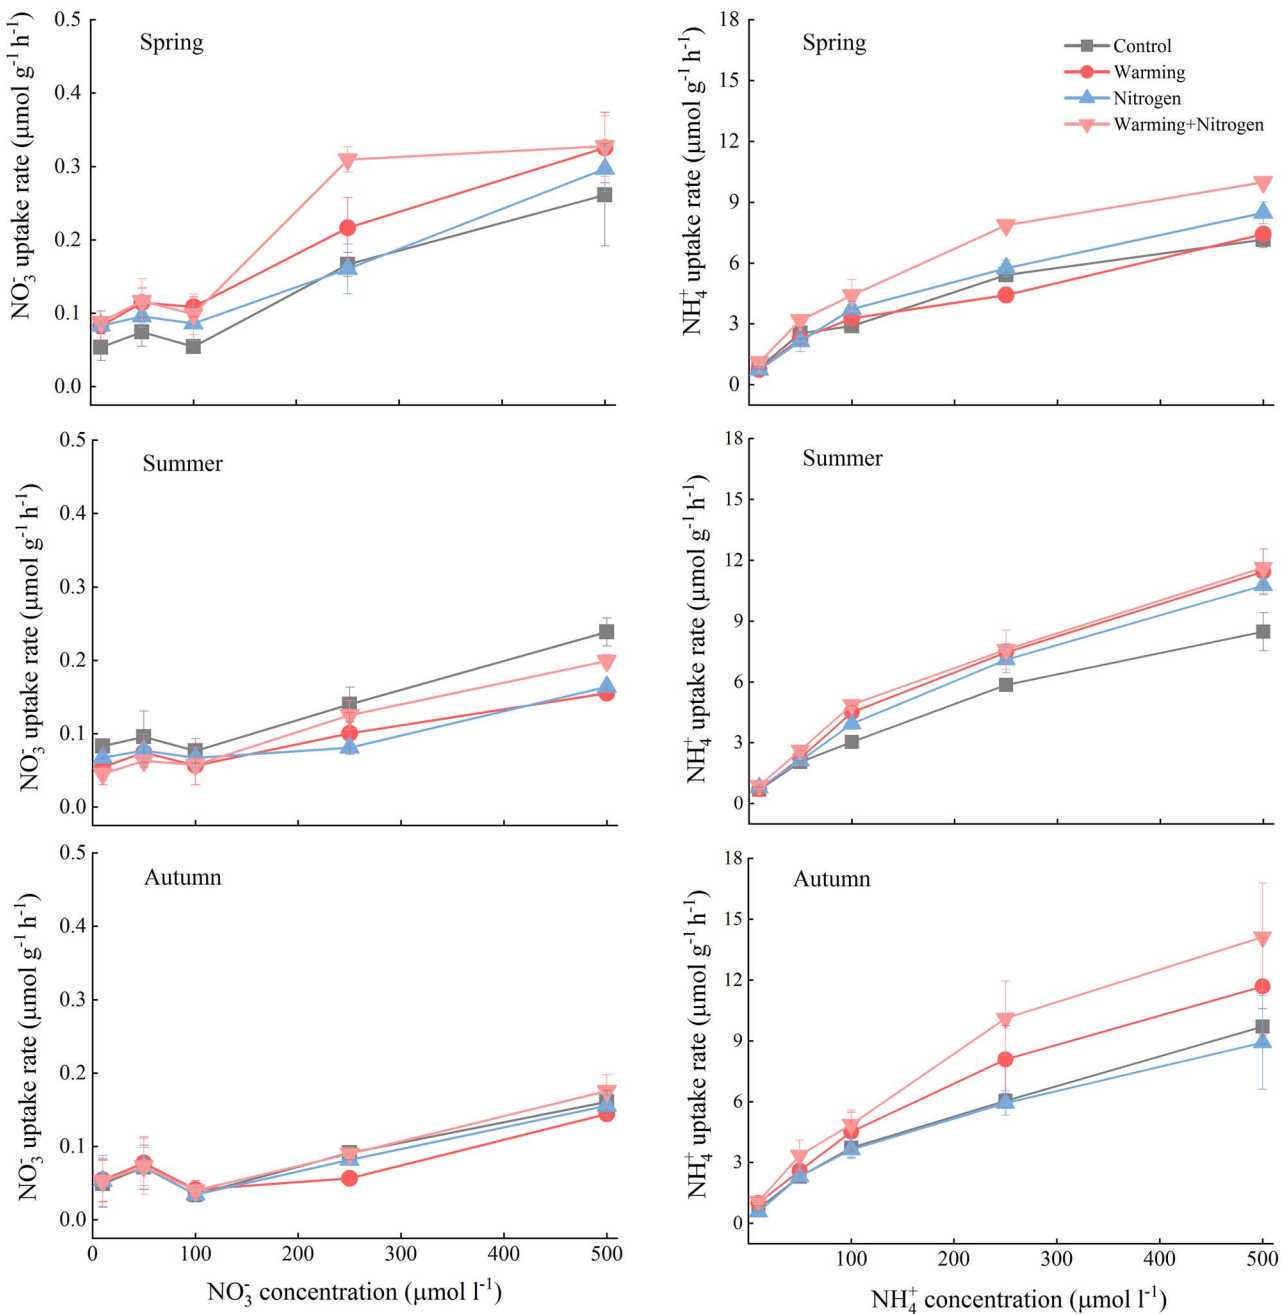 Spring
NO₃⁻ uptake rate (μmol g⁻¹ h⁻¹)
0.5
0.4
0.3
0.2
0.1
0.0
Spring
Control
Warming
Nitrogen
Warming+Nitrogen
NH₄⁺ uptake rate (μmol g⁻¹ h⁻¹)
18
15
12
9
6
3
0
Summer
NO₃⁻ uptake rate (μmol g⁻¹ h⁻¹)
0.5
0.4
0.3
0.2
0.1
0.0
Summer
NH₄⁺ uptake rate (μmol g⁻¹ h⁻¹)
18
15
12
9
6
3
0
Autumn
NO₃⁻ uptake rate (μmol g⁻¹ h⁻¹)
0.5
0.4
0.3
0.2
0.1
0.0
0 100 200 300 400 500
NO₃⁻ concentration (μmol l⁻¹)
Autumn
NH₄⁺ uptake rate (μmol g⁻¹ h⁻¹)
18
15
12
9
6
3
0
100 200 300 400 500
NH₄⁺ concentration (μmol l⁻¹)